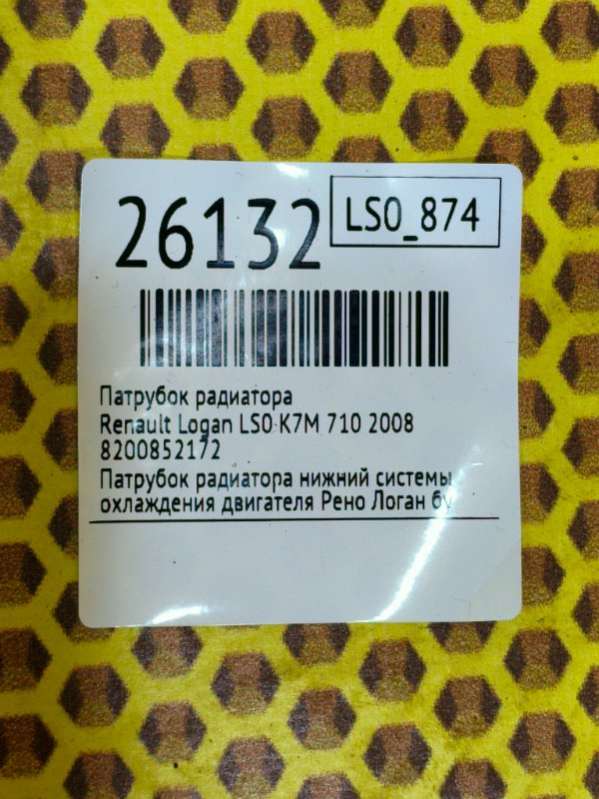 26132
LS0_874
Патрубок радиатора
Renault Logan LS0 K7M 710 2008
8200852172
Патрубок радиатора нижний системы
охлаждения двигателя Рено Логан бу